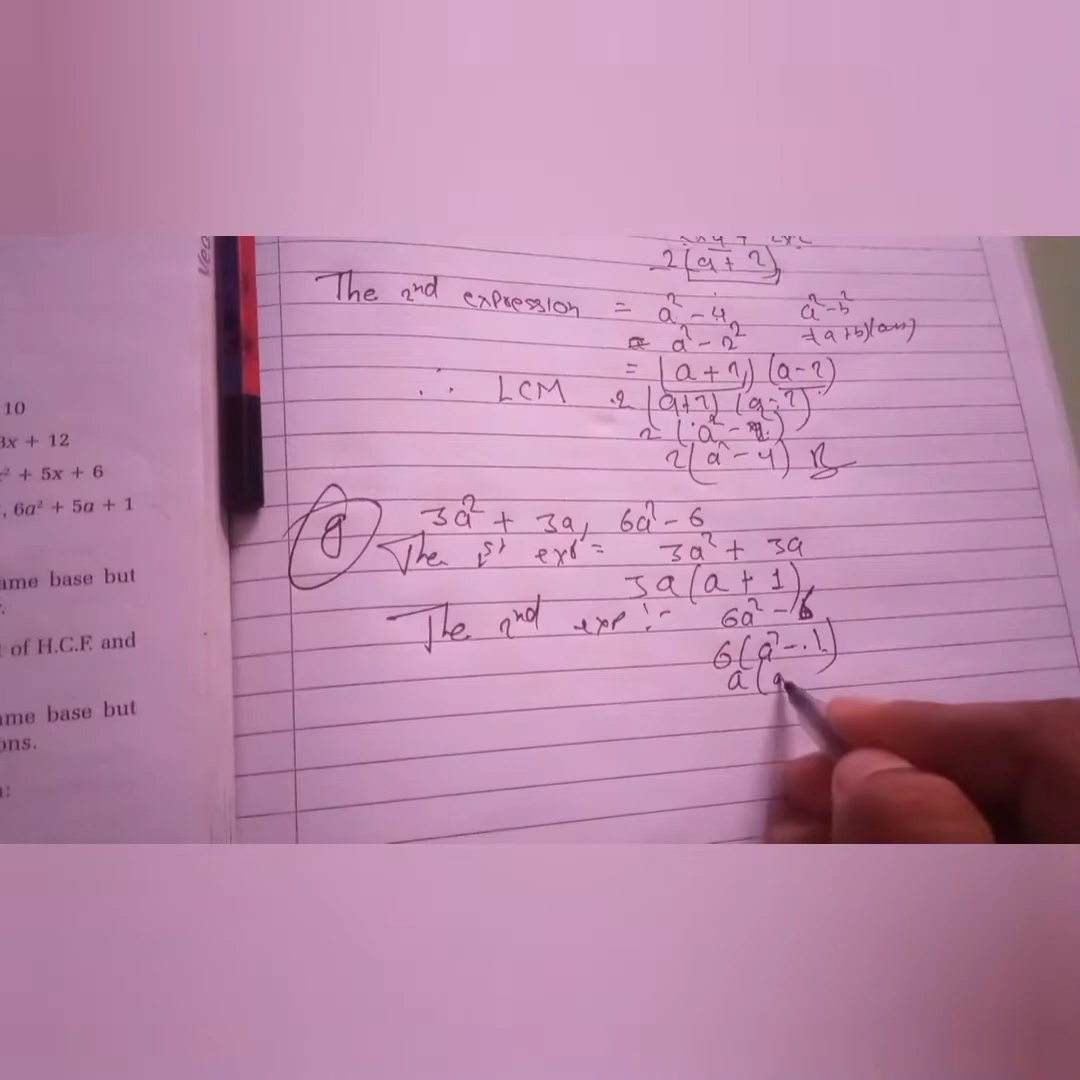 10
3x + 12
² + 5x + 6
, 6a² + 5a + 1
ame base but
of H.C.F. and
ame base but
ons.
2(a + 2)
The 2nd expression = a² - 4 a² - b²
= a² - 2² = (a+b)(a-b)
= (a + 2) (a - 2)
∴ LCM 2 (a+2) (a-2)
2 (a² - 4)
g 3a² + 3a, 6a² - 6
The 1st exp = 3a² + 3a
3a (a + 1)
The 2nd exp :- 6a² - 6
6 (a² - 1)
a (a